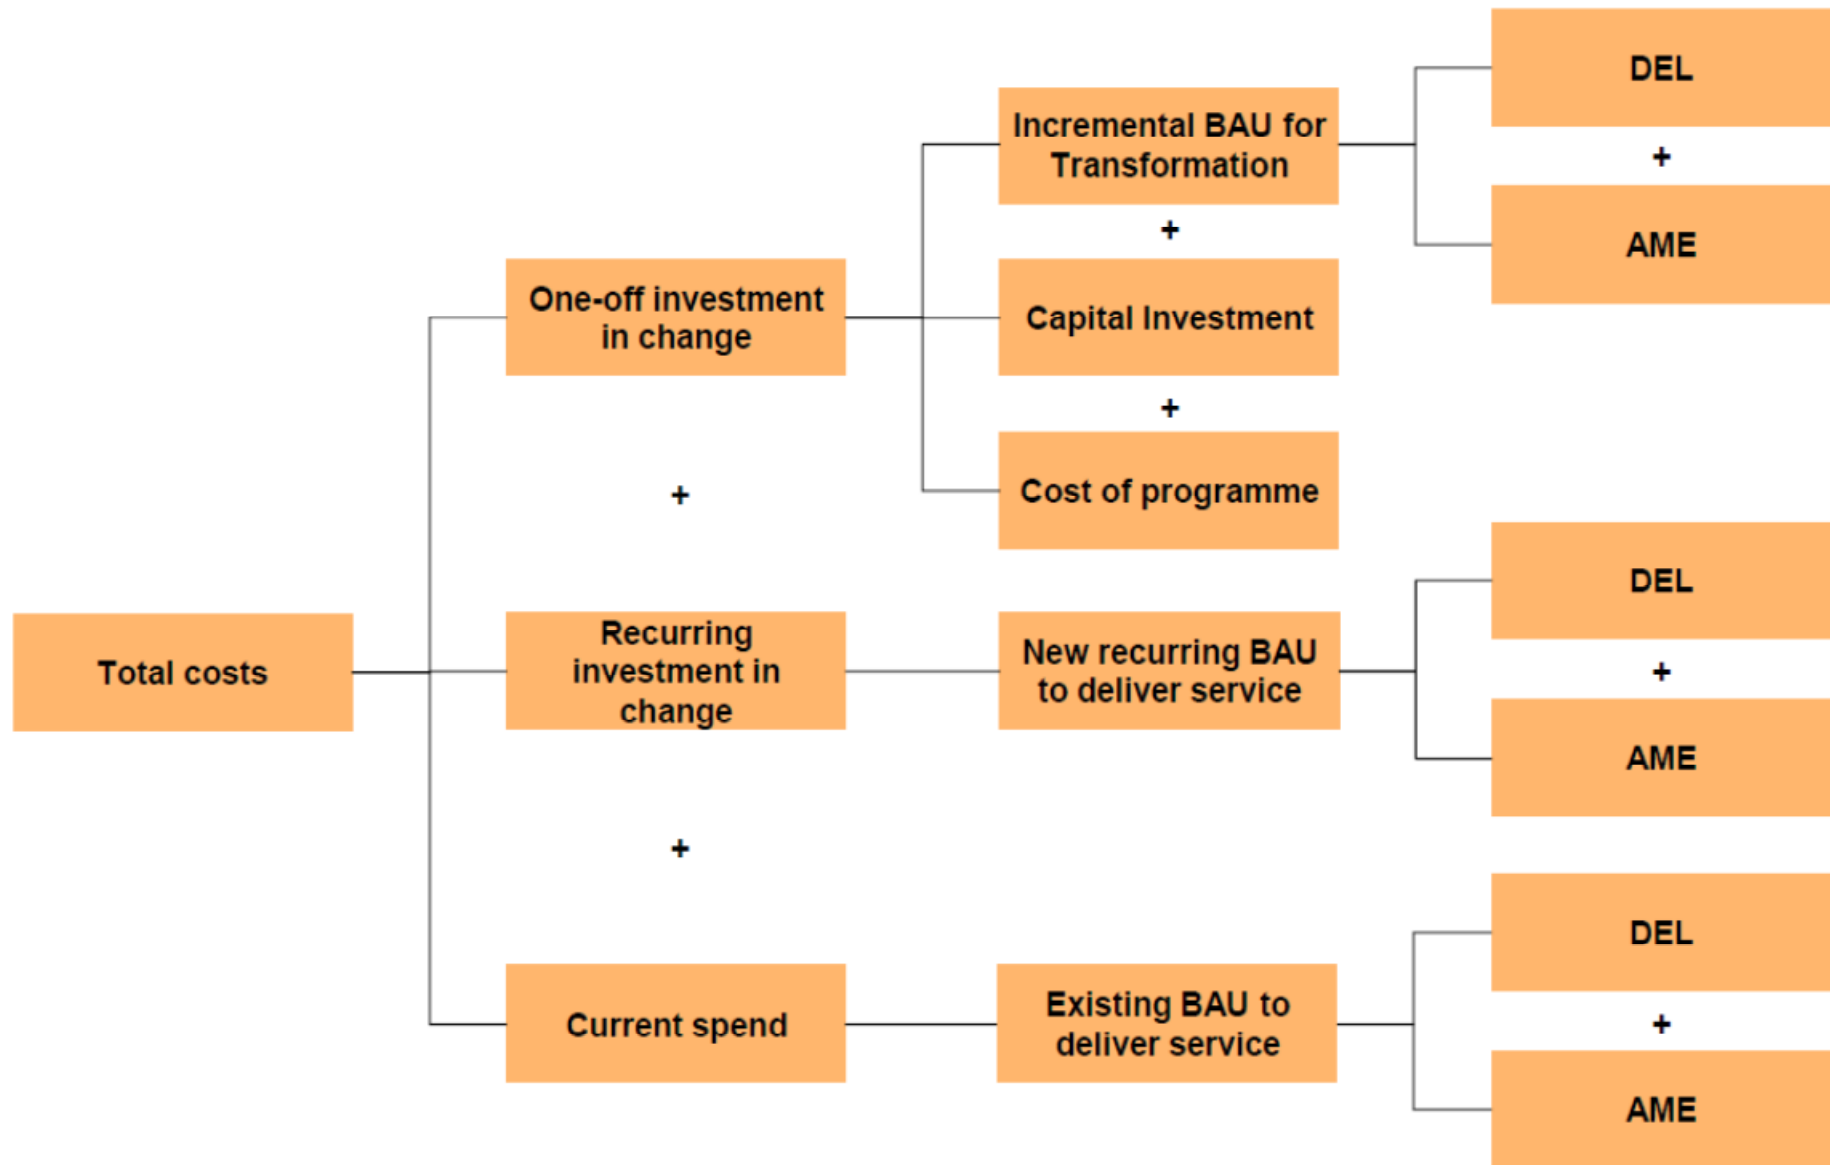 DEL
+
AME
Incremental BAU for
Transformation
+
Capital Investment
+
Cost of programme
One-off investment
in change
+
Recurring
investment in
change
+
Current spend
Total costs
New recurring BAU
to deliver service
DEL
+
AME
Existing BAU to
deliver service
DEL
+
AME